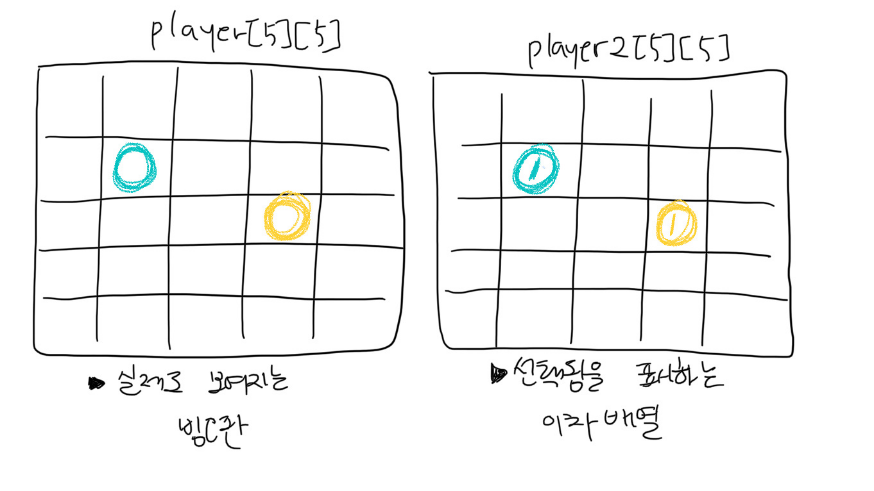 player[5][5]
player2[5][5]
1
1
실제로 보여지는
빙고판
선택됨을 표시하는
이차배열